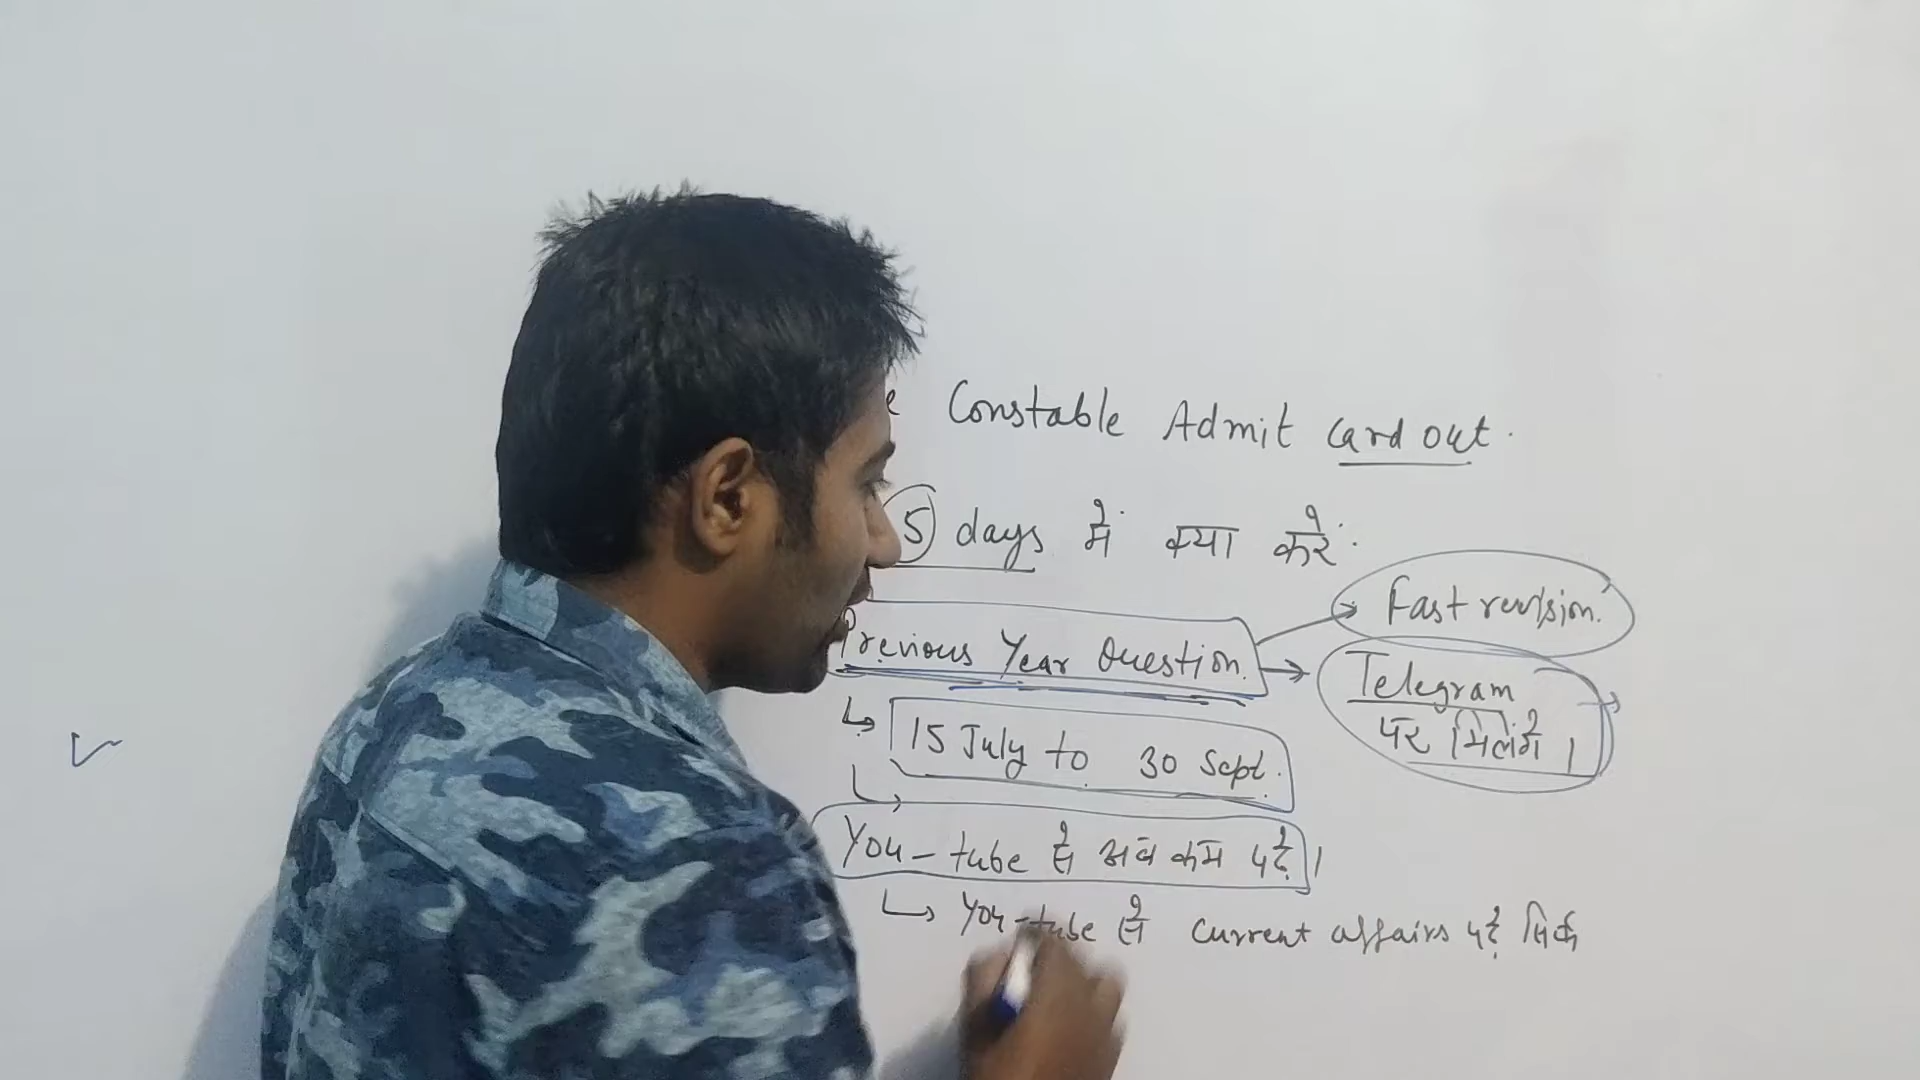 e Constable Admit card out.
5 days में क्या करें.
Previous Year Question.
Fast revision.
Telegram
पर मिलेंगे।
15 July to 30 Sept.
You-tube से अब कम पढ़ें।
You-tube से current affairs पढ़ें सिर्फ